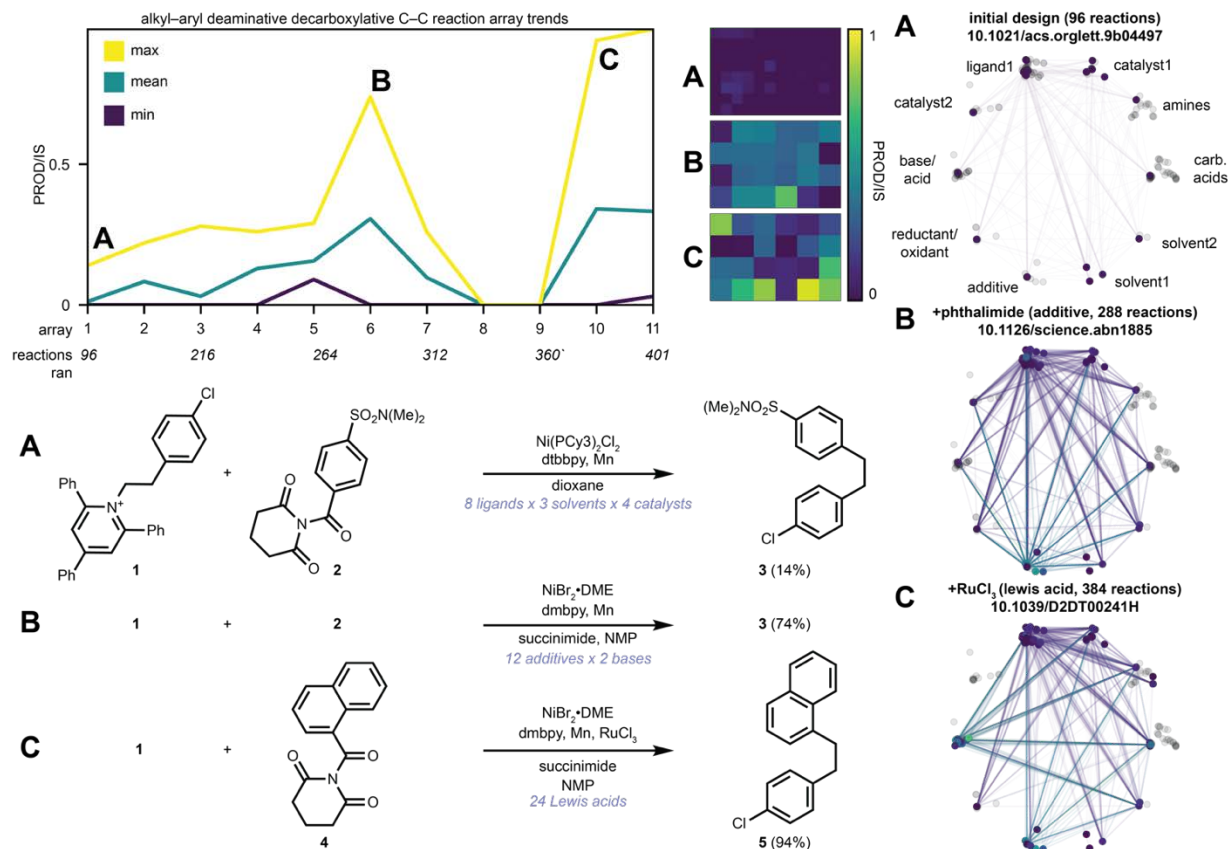 alkyl–aryl deaminative decarboxylative C–C reaction array trends
max
mean
min
A
B
C
PROD/IS
0.5
0
array
1 2 3 4 5 6 7 8 9 10 11
reactions ran
96 216 264 312 360` 401
A
B
C
1
PROD/IS
0
A
initial design (96 reactions)
10.1021/acs.orglett.9b04497
ligand1
catalyst1
catalyst2
amines
base/
acid
carb.
acids
reductant/
oxidant
solvent2
additive
solvent1
B
+phthalimide (additive, 288 reactions)
10.1126/science.abn1885
C
+RuCl3 (lewis acid, 384 reactions)
10.1039/D2DT00241H
A
Cl
Ph
N+
Ph
Ph
1
+
SO2N(Me)2
O
N
O
O
2
Ni(PCy3)2Cl2
dtbbpy, Mn
dioxane
8 ligands x 3 solvents x 4 catalysts
(Me)2NO2S
Cl
3 (14%)
B
1
+
2
NiBr2•DME
dmbpy, Mn
succinimide, NMP
12 additives x 2 bases
3 (74%)
C
1
+
O
N
O
O
4
NiBr2•DME
dmbpy, Mn, RuCl3
succinimide
NMP
24 Lewis acids
Cl
5 (94%)